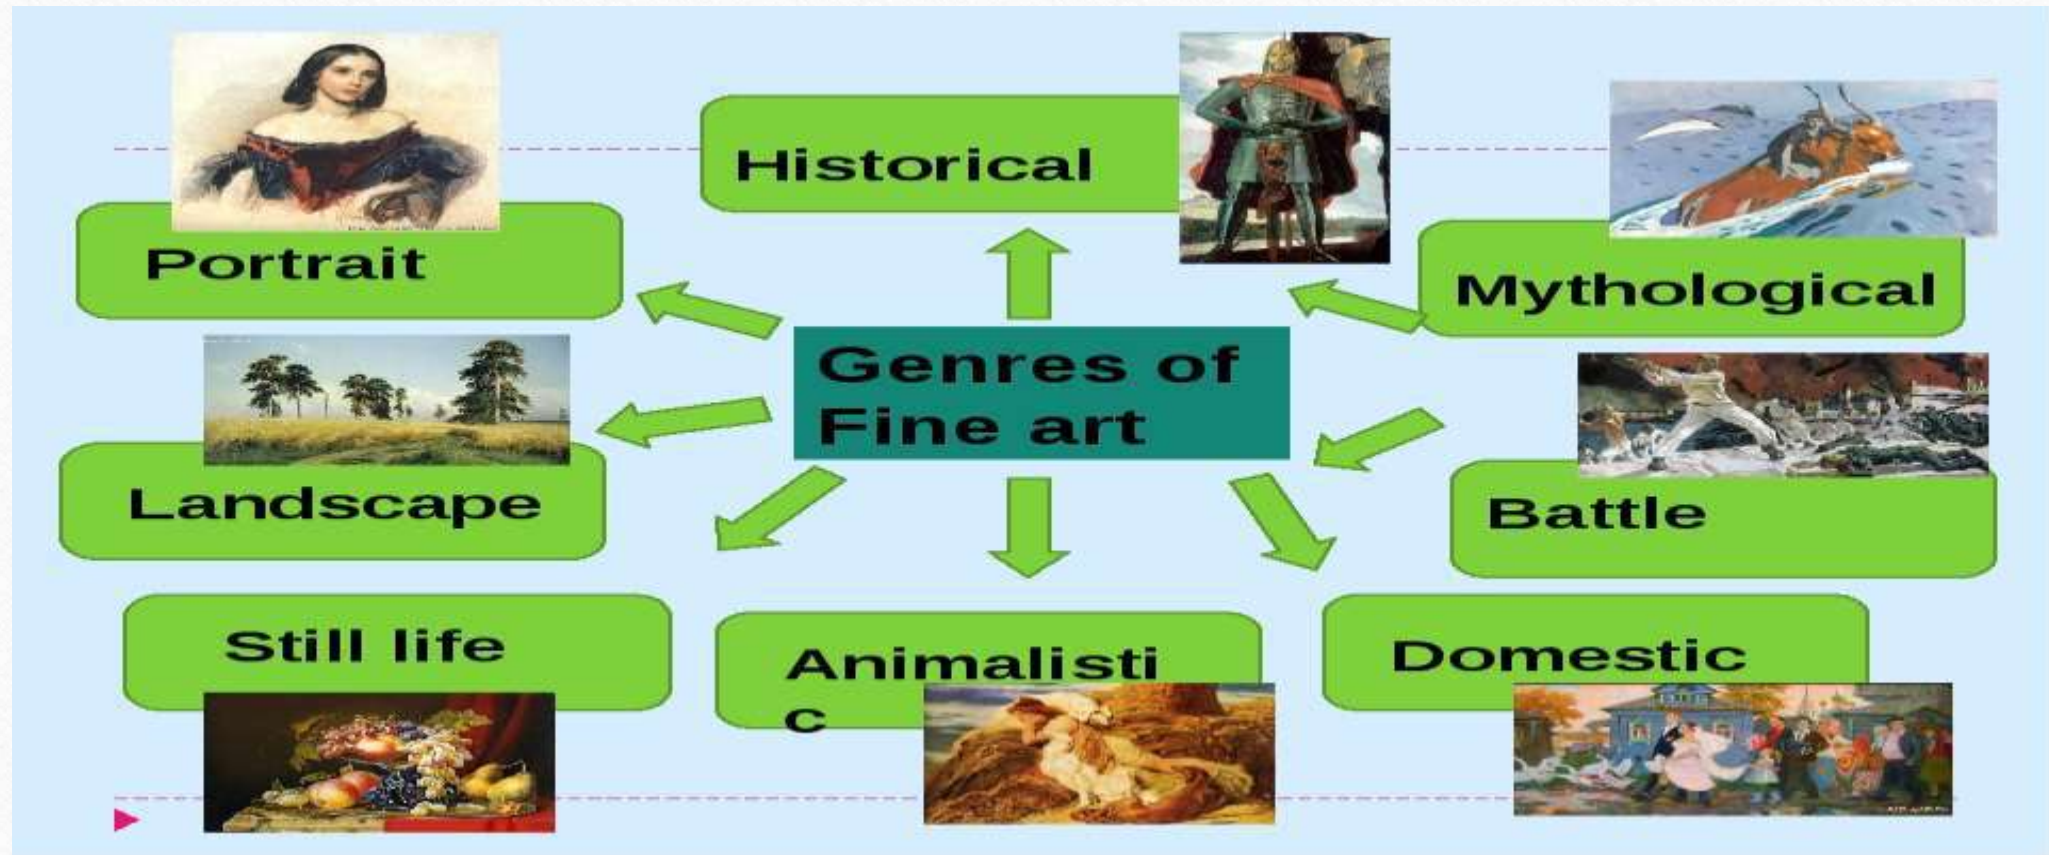 Historical
Portrait
Mythological
Genres of
Fine art
Landscape
Battle
Still life
Animalisti
c
Domestic